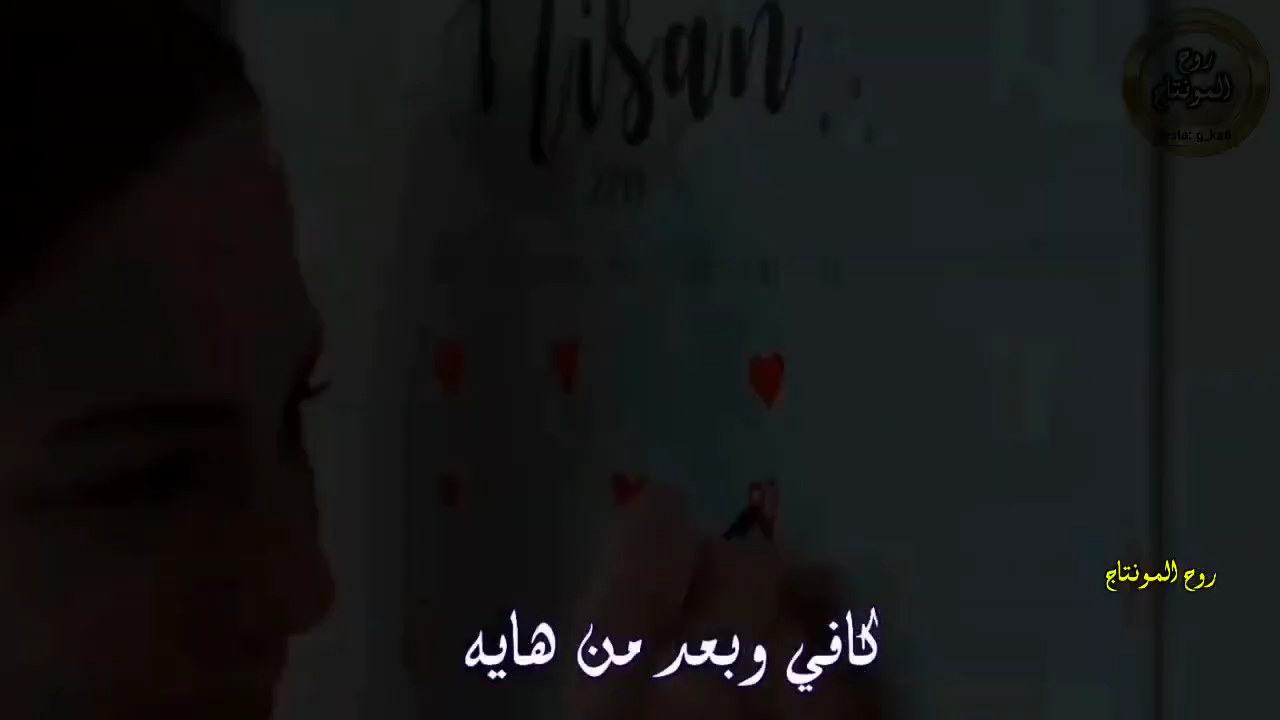 Nisan
روح
المونتاج
روح المونتاج
كافي وبعد من هايه